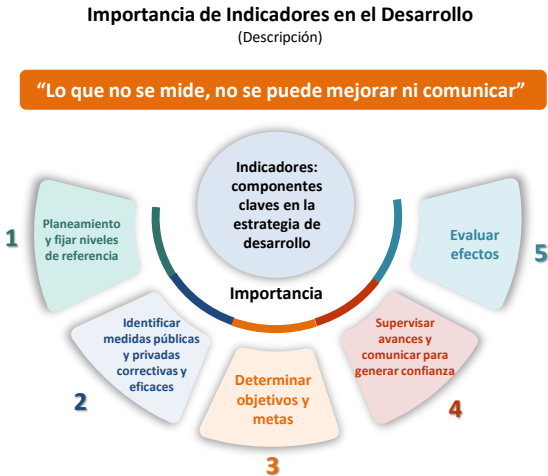 Importancia de Indicadores en el Desarrollo
(Descripción)
“Lo que no se mide, no se puede mejorar ni comunicar”
Indicadores:
componentes
claves en la
estrategia de
desarrollo
Importancia
1
Planeamiento
y fijar niveles
de referencia
2
Identificar
medidas públicas
y privadas
correctivas y
eficaces
3
Determinar
objetivos y
metas
4
Supervisar
avances y
comunicar para
generar confianza
5
Evaluar
efectos